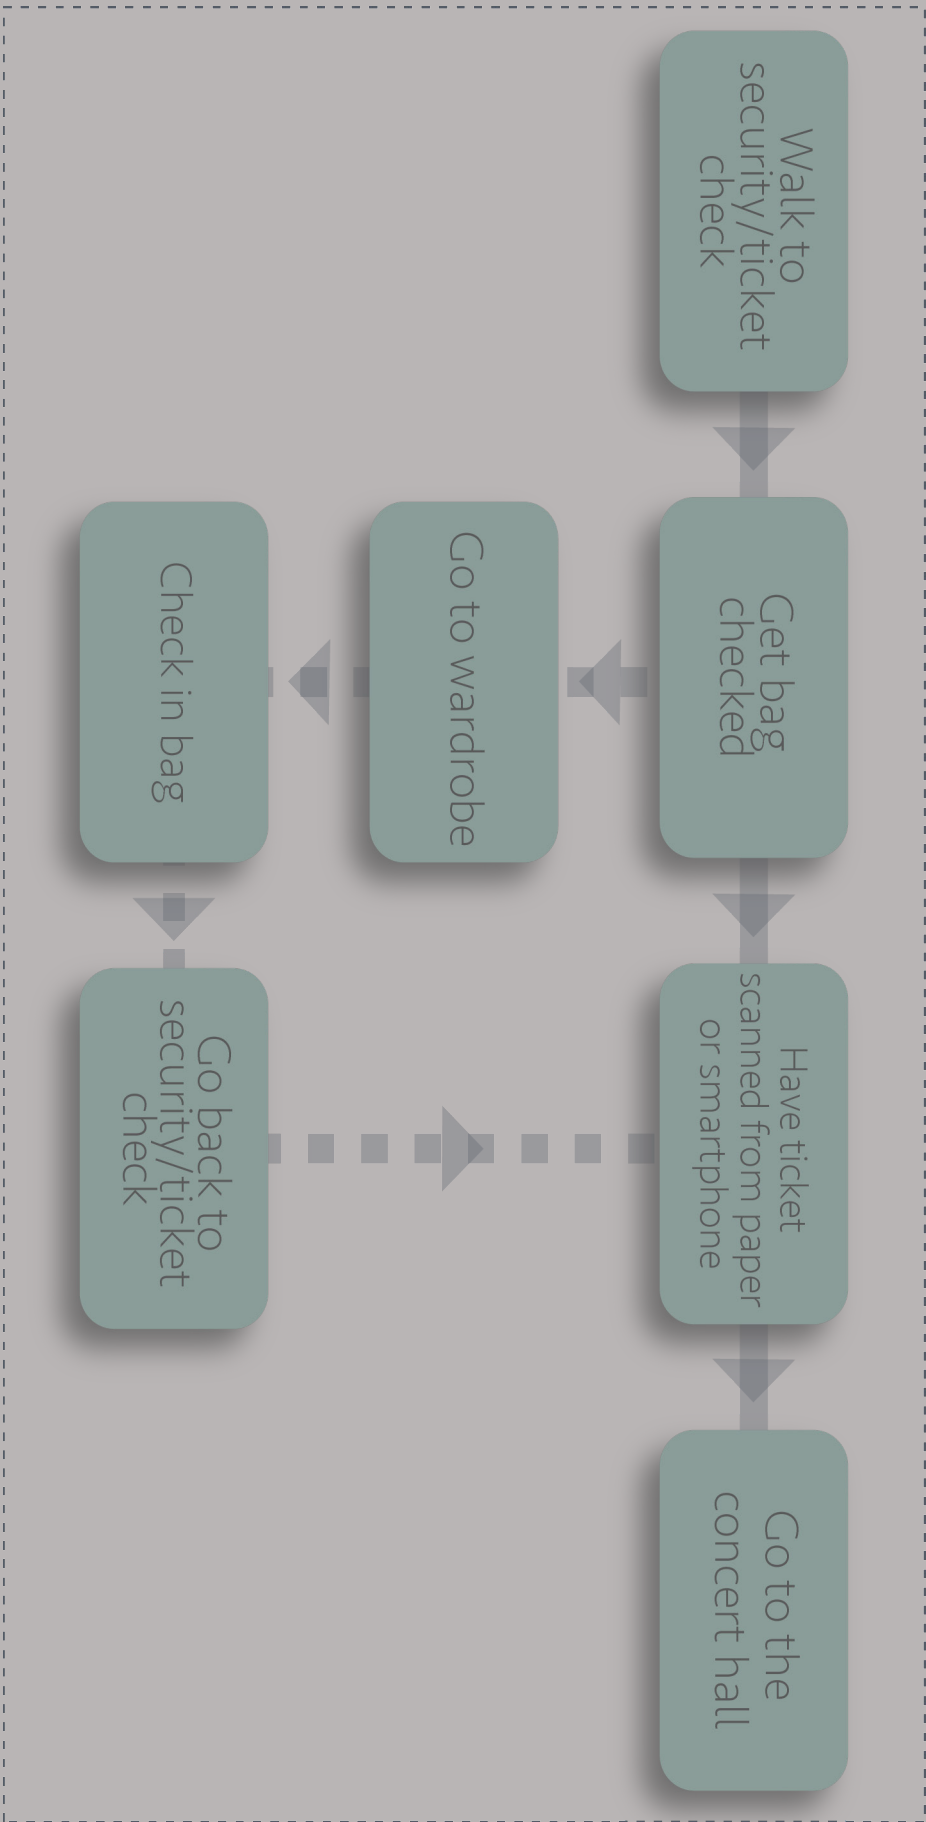 Walk to
security/ticket
check
Get bag
checked
Have ticket
scanned from paper
or smartphone
Go to the
concert hall
Go to wardrobe
Check in bag
Go back to
security/ticket
check